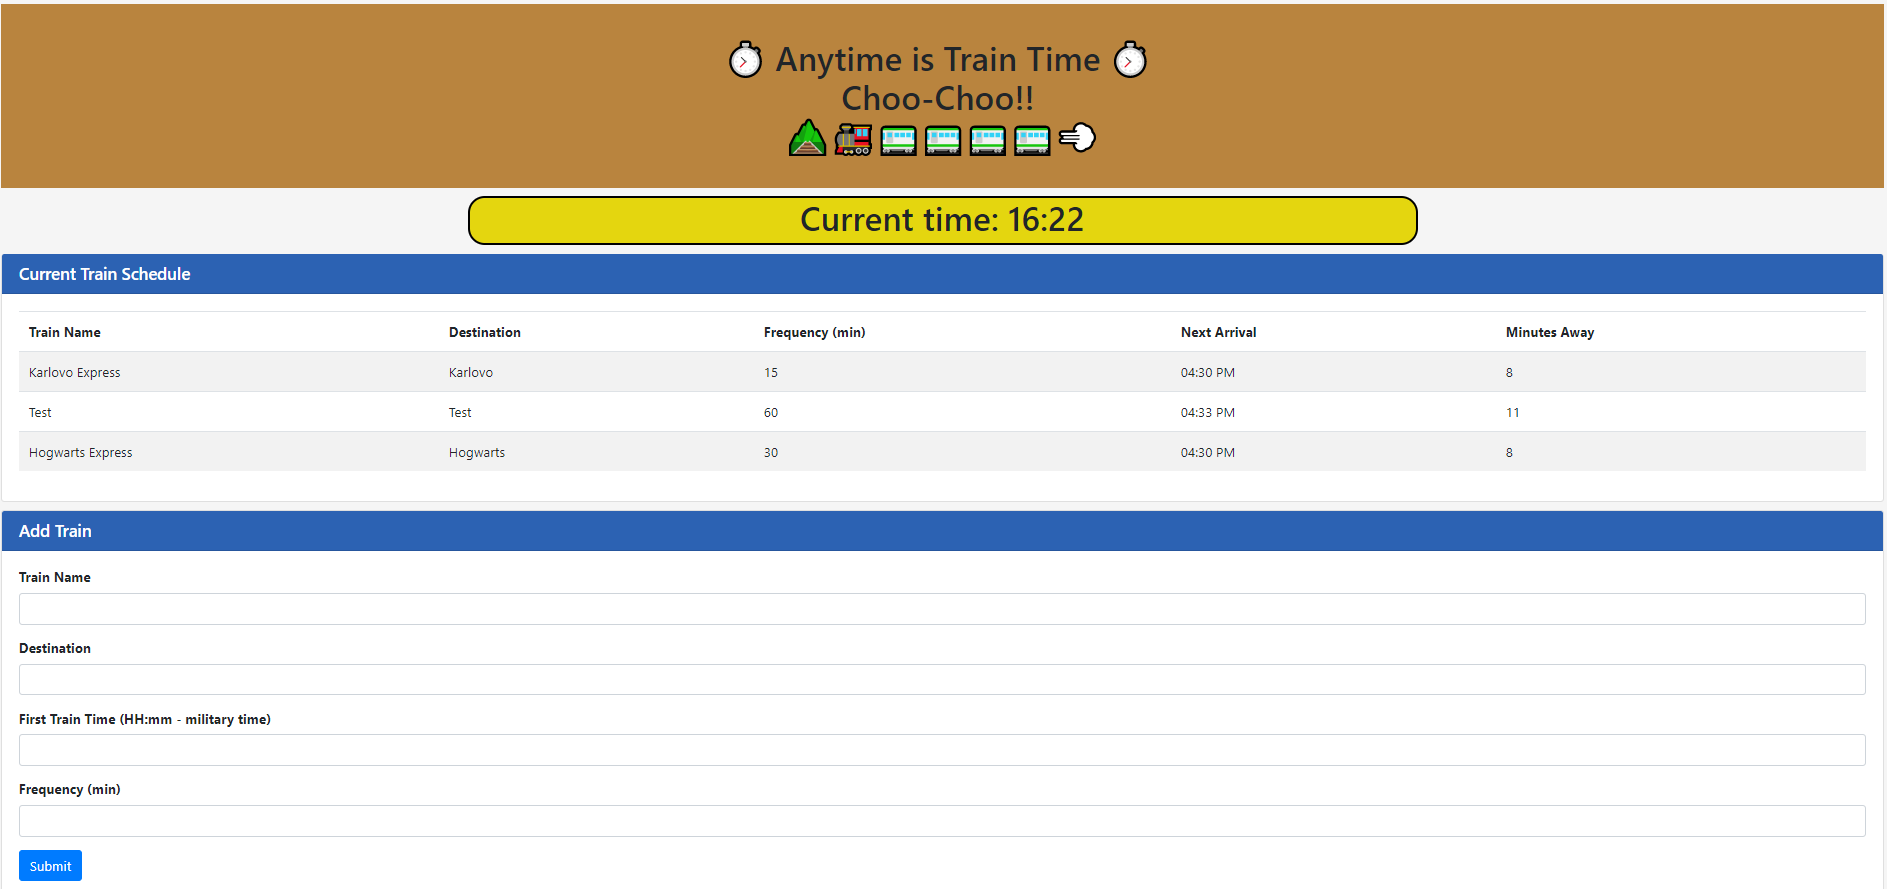 Anytime is Train Time
Choo-Choo!!
Current time: 16:22
Current Train Schedule
Train Name Destination Frequency (min) Next Arrival Minutes Away
Karlovo Express Karlovo 15 04:30 PM 8
Test Test 60 04:33 PM 11
Hogwarts Express Hogwarts 30 04:30 PM 8
Add Train
Train Name
Destination
First Train Time (HH:mm - military time)
Frequency (min)
Submit